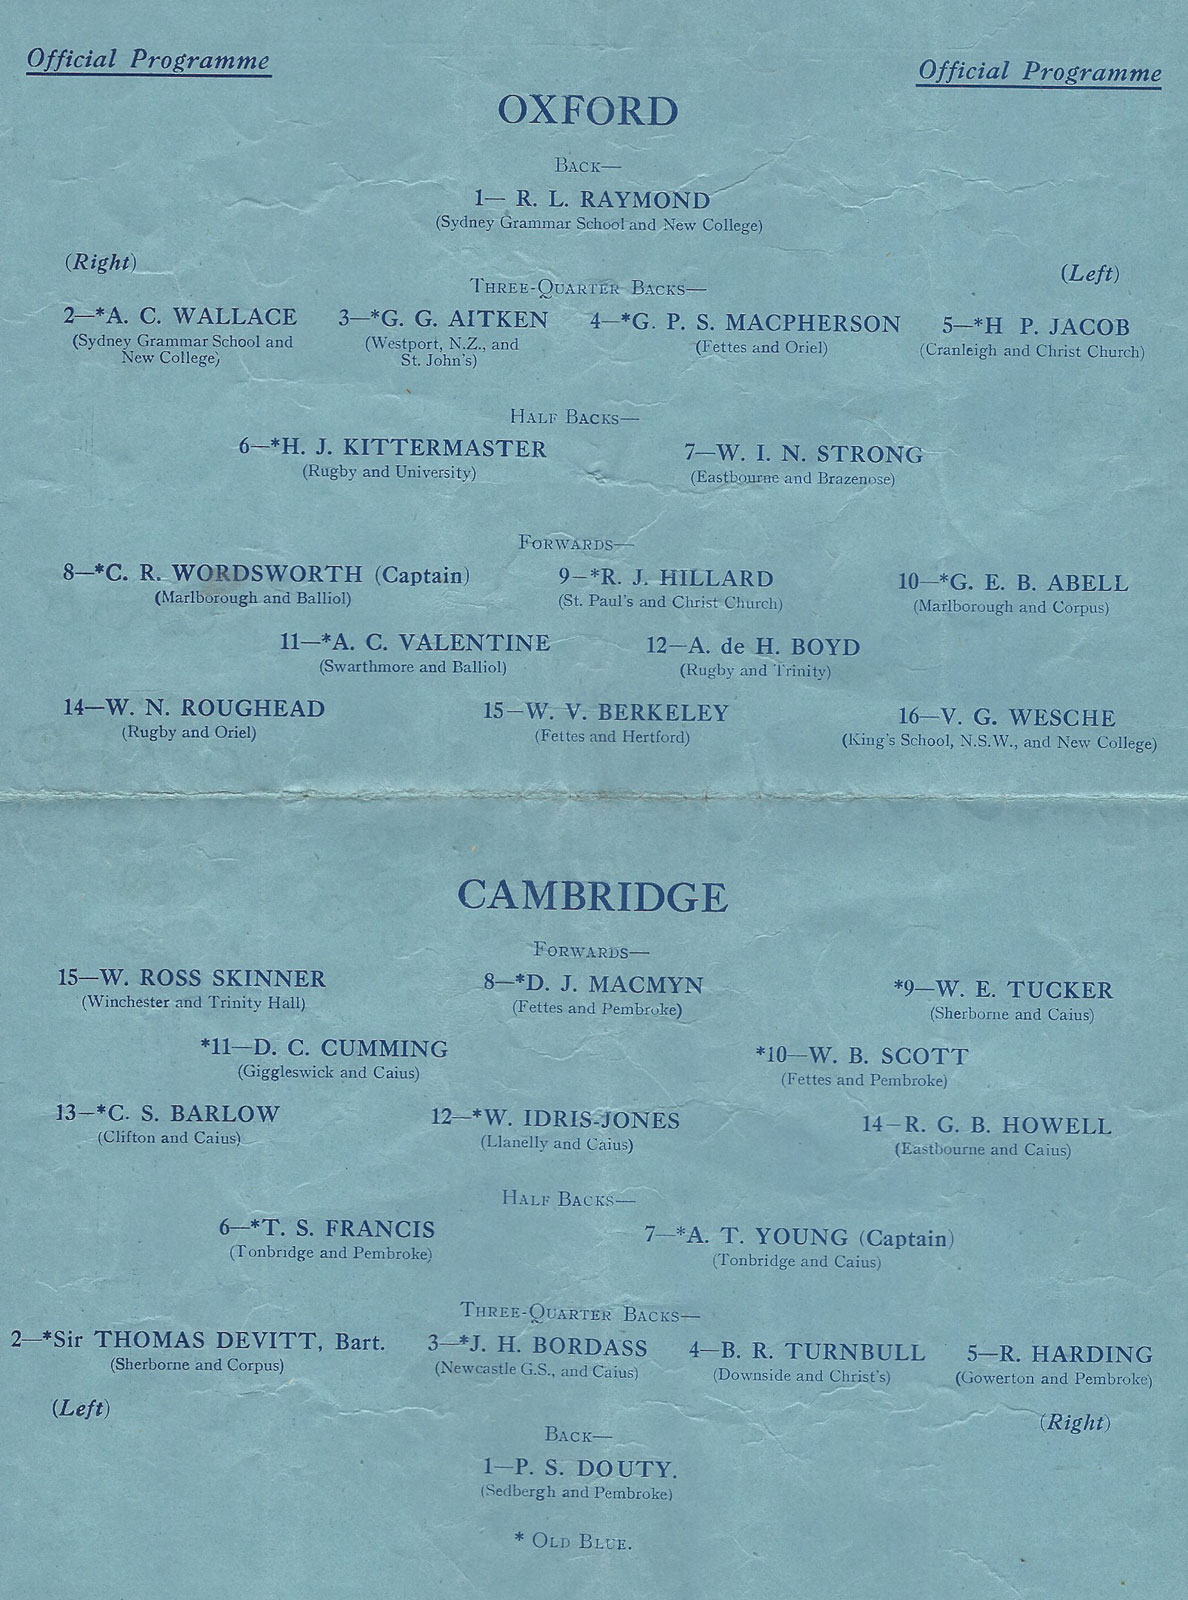 Official Programme
Official Programme
OXFORD
BACK—
1— R. L. RAYMOND
(Sydney Grammar School and New College)
(Right)
(Left)
THREE-QUARTER BACKS—
2—*A. C. WALLACE 3—*G. G. AITKEN 4—*G. P. S. MACPHERSON 5—*H P. JACOB
(Sydney Grammar School and (Westport, N.Z., and (Fettes and Oriel) (Cranleigh and Christ Church)
New College) St. John's)
HALF BACKS—
6—*H. J. KITTERMASTER 7—W. I. N. STRONG
(Rugby and University) (Eastbourne and Brazenose)
FORWARDS—
8—*C. R. WORDSWORTH (Captain) 9—*R. J. HILLARD 10—*G. E. B. ABELL
(Marlborough and Balliol) (St. Paul's and Christ Church) (Marlborough and Corpus)
11—*A. C. VALENTINE 12—A. de H. BOYD
(Swarthmore and Balliol) (Rugby and Trinity)
14—W. N. ROUGHEAD 15—W. V. BERKELEY 16—V. G. WESCHE
(Rugby and Oriel) (Fettes and Hertford) (King's School, N.S.W., and New College)
CAMBRIDGE
FORWARDS—
15—W. ROSS SKINNER 8—*D. J. MACMYN *9—W. E. TUCKER
(Winchester and Trinity Hall) (Fettes and Pembroke) (Sherborne and Caius)
*11—D. C. CUMMING *10—W. B. SCOTT
(Giggleswick and Caius) (Fettes and Pembroke)
13—*C. S. BARLOW 12—*W. IDRIS-JONES 14—R. G. B. HOWELL
(Clifton and Caius) (Llanelly and Caius) (Eastbourne and Caius)
HALF BACKS—
6—*T. S. FRANCIS 7—*A. T. YOUNG (Captain)
(Tonbridge and Pembroke) (Tonbridge and Caius)
THREE-QUARTER BACKS—
2—*Sir THOMAS DEVITT, Bart. 3—*J. H. BORDASS 4—B. R. TURNBULL 5—R. HARDING
(Sherborne and Corpus) (Newcastle G.S., and Caius) (Downside and Christ's) (Gowerton and Pembroke)
(Left)
(Right)
BACK—
1—P. S. DOUTY.
(Sedbergh and Pembroke)
* OLD BLUE.